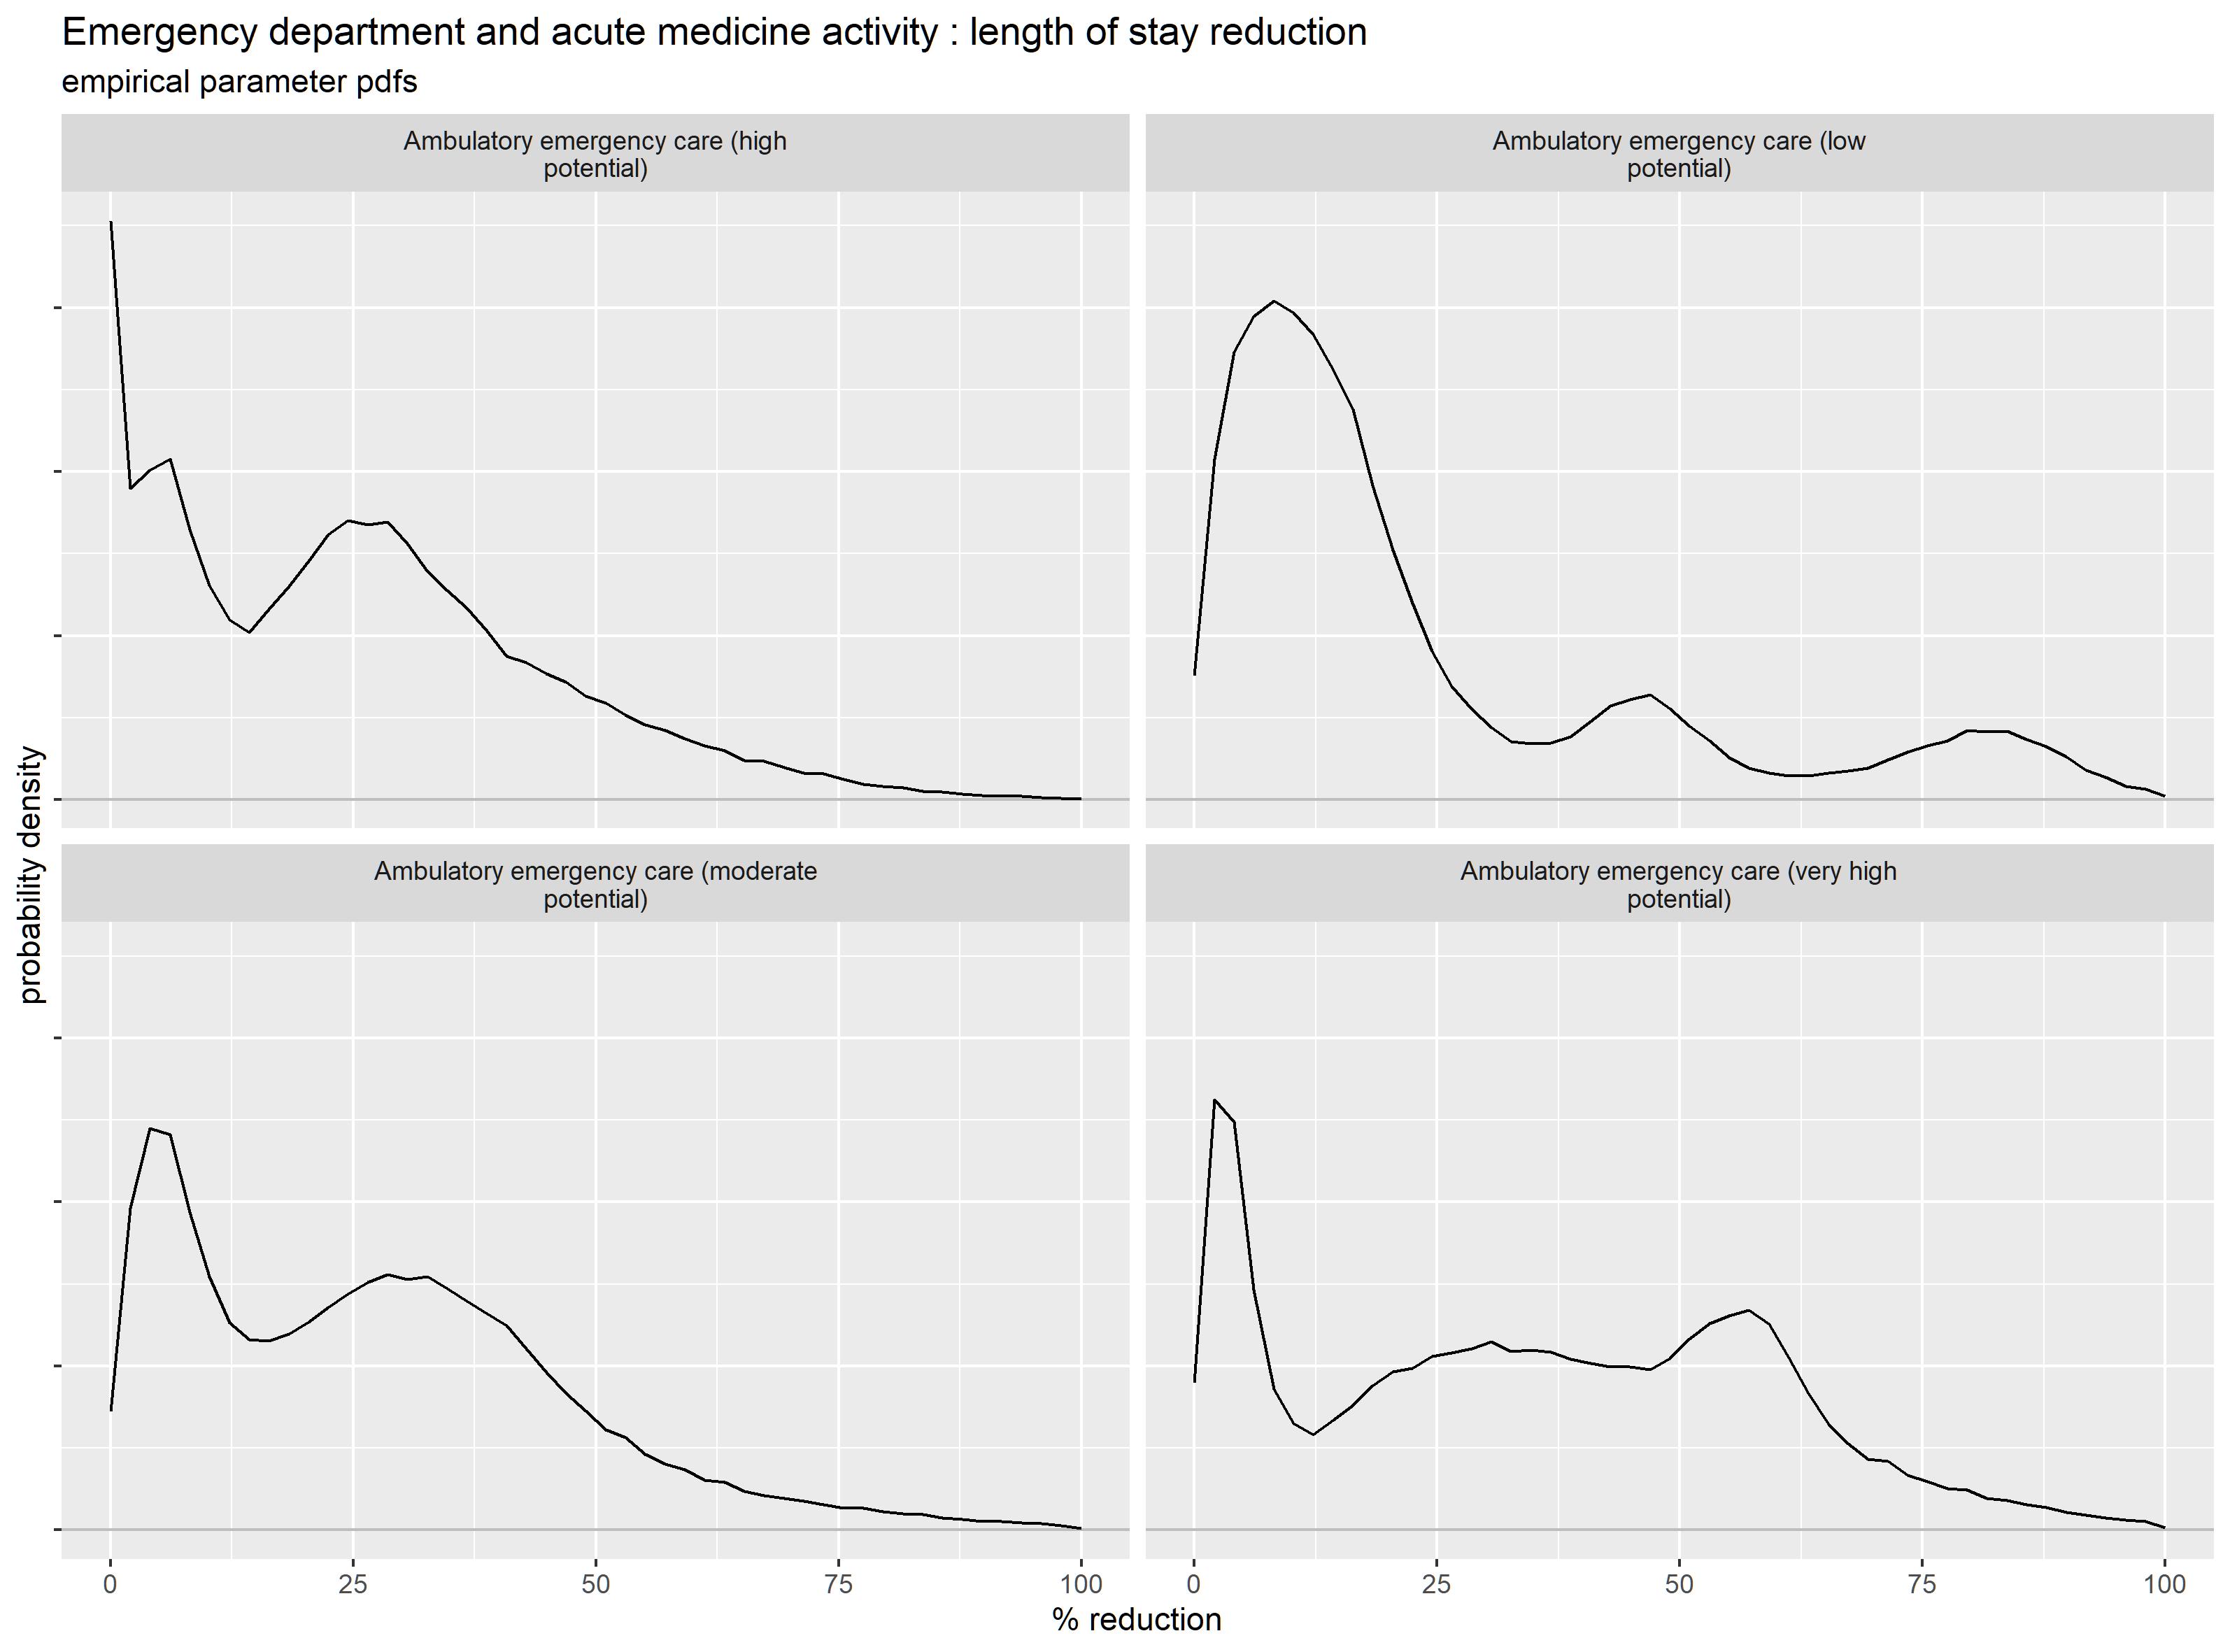 Emergency department and acute medicine activity : length of stay reduction
empirical parameter pdfs
Ambulatory emergency care (high
potential)
Ambulatory emergency care (low
potential)
Ambulatory emergency care (moderate
potential)
Ambulatory emergency care (very high
potential)
probability density
0 25 50 75 100
0 25 50 75 100
% reduction